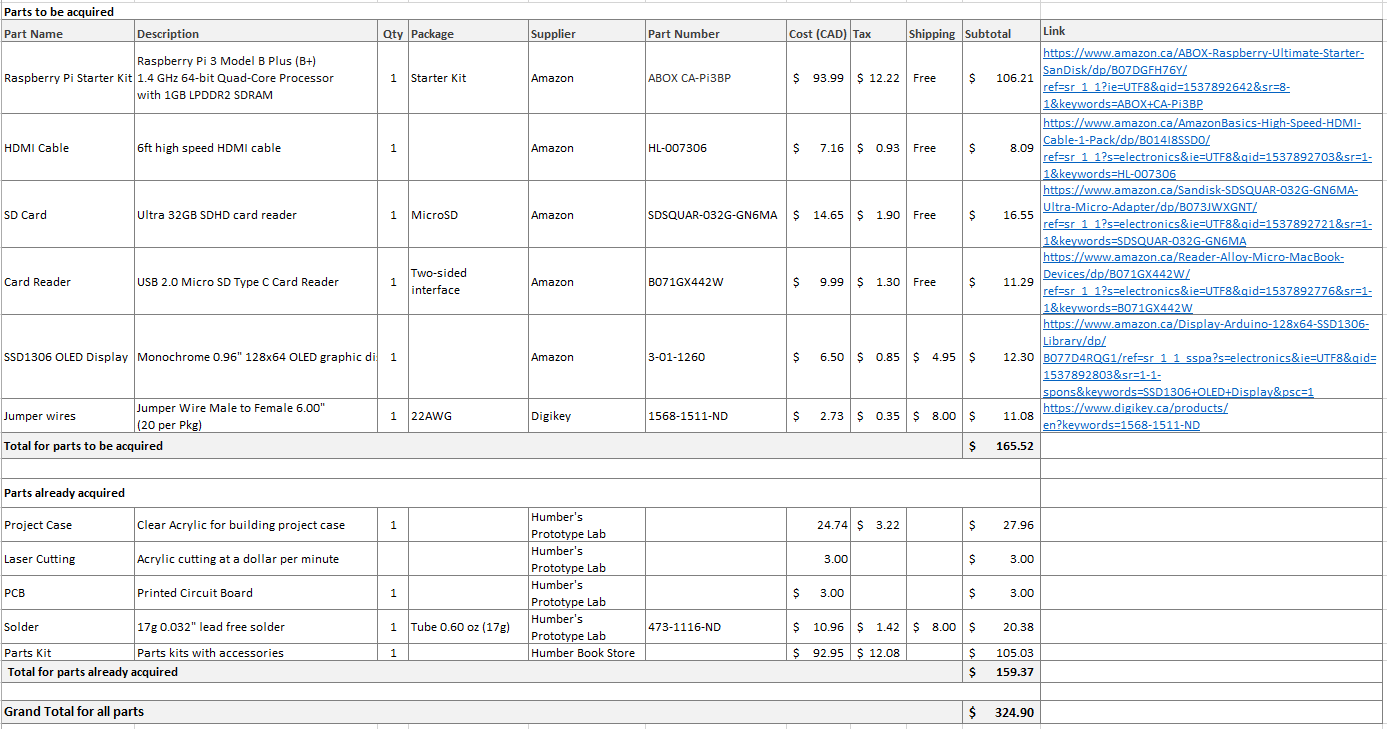 Parts to be acquired
Part Name Description Qty Package Supplier Part Number Cost (CAD) Tax Shipping Subtotal Link
Raspberry Pi Starter Kit Raspberry Pi 3 Model B Plus (B+)
1.4 GHz 64-bit Quad-Core Processor
with 1GB LPDDR2 SDRAM 1 Starter Kit Amazon ABOX CA-Pi3BP $ 93.99 $ 12.22 Free $ 106.21 https://www.amazon.ca/ABOX-Raspberry-Ultimate-Starter-
SanDisk/dp/B07DGFH76Y/
ref=sr_1_1?ie=UTF8&qid=1537892642&sr=8-
1&keywords=ABOX+CA-Pi3BP
HDMI Cable 6ft high speed HDMI cable 1 Amazon HL-007306 $ 7.16 $ 0.93 Free $ 8.09 https://www.amazon.ca/AmazonBasics-High-Speed-HDMI-
Cable-1-Pack/dp/B014I8SSD0/
ref=sr_1_1?s=electronics&ie=UTF8&qid=1537892703&sr=1-
1&keywords=HL-007306
SD Card Ultra 32GB SDHD card reader 1 MicroSD Amazon SDSQUAR-032G-GN6MA $ 14.65 $ 1.90 Free $ 16.55 https://www.amazon.ca/Sandisk-SDSQUAR-032G-GN6MA-
Ultra-Micro-Adapter/dp/B073JWXGNT/
ref=sr_1_1?s=electronics&ie=UTF8&qid=1537892721&sr=1-
1&keywords=SDSQUAR-032G-GN6MA
Card Reader USB 2.0 Micro SD Type C Card Reader 1 Two-sided
interface Amazon B071GX442W $ 9.99 $ 1.30 Free $ 11.29 https://www.amazon.ca/Reader-Alloy-Micro-MacBook-
Devices/dp/B071GX442W/
ref=sr_1_1?s=electronics&ie=UTF8&qid=1537892776&sr=1-
1&keywords=B071GX442W
SSD1306 OLED Display Monochrome 0.96" 128x64 OLED graphic di 1 Amazon 3-01-1260 $ 6.50 $ 0.85 $ 4.95 $ 12.30 https://www.amazon.ca/Display-Arduino-128x64-SSD1306-
Library/dp/
B077D4RQG1/ref=sr_1_1_sspa?s=electronics&ie=UTF8&qid=
1537892803&sr=1-1-
spons&keywords=SSD1306+OLED+Display&psc=1
Jumper wires Jumper Wire Male to Female 6.00"
(20 per Pkg) 1 22AWG Digikey 1568-1511-ND $ 2.73 $ 0.35 $ 8.00 $ 11.08 https://www.digikey.ca/products/
en?keywords=1568-1511-ND
Total for parts to be acquired $ 165.52
Parts already acquired
Project Case Clear Acrylic for building project case 1 Humber's
Prototype Lab 24.74 $ 3.22 $ 27.96
Laser Cutting Acrylic cutting at a dollar per minute Humber's
Prototype Lab 3.00 $ 3.00
PCB Printed Circuit Board 1 Humber's
Prototype Lab $ 3.00 $ 3.00
Solder 17g 0.032" lead free solder 1 Tube 0.60 oz (17g) Humber's
Prototype Lab 473-1116-ND $ 10.96 $ 1.42 $ 8.00 $ 20.38
Parts Kit Parts kits with accessories 1 Humber Book Store $ 92.95 $ 12.08 $ 105.03
Total for parts already acquired $ 159.37
Grand Total for all parts $ 324.90